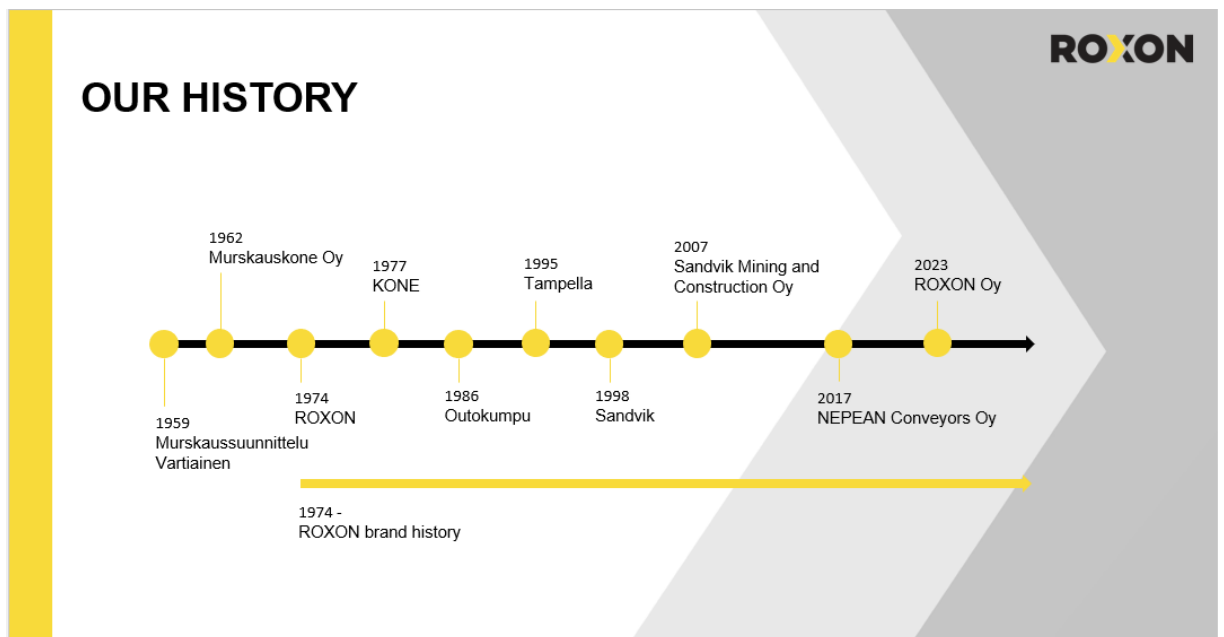 ROXON
OUR HISTORY
1959
Murskaussuunnittelu
Vartiainen
1962
Murskauskone Oy
1974
ROXON
1977
KONE
1986
Outokumpu
1995
Tampella
1998
Sandvik
2007
Sandvik Mining and
Construction Oy
2017
NEPEAN Conveyors Oy
2023
ROXON Oy
1974 -
ROXON brand history